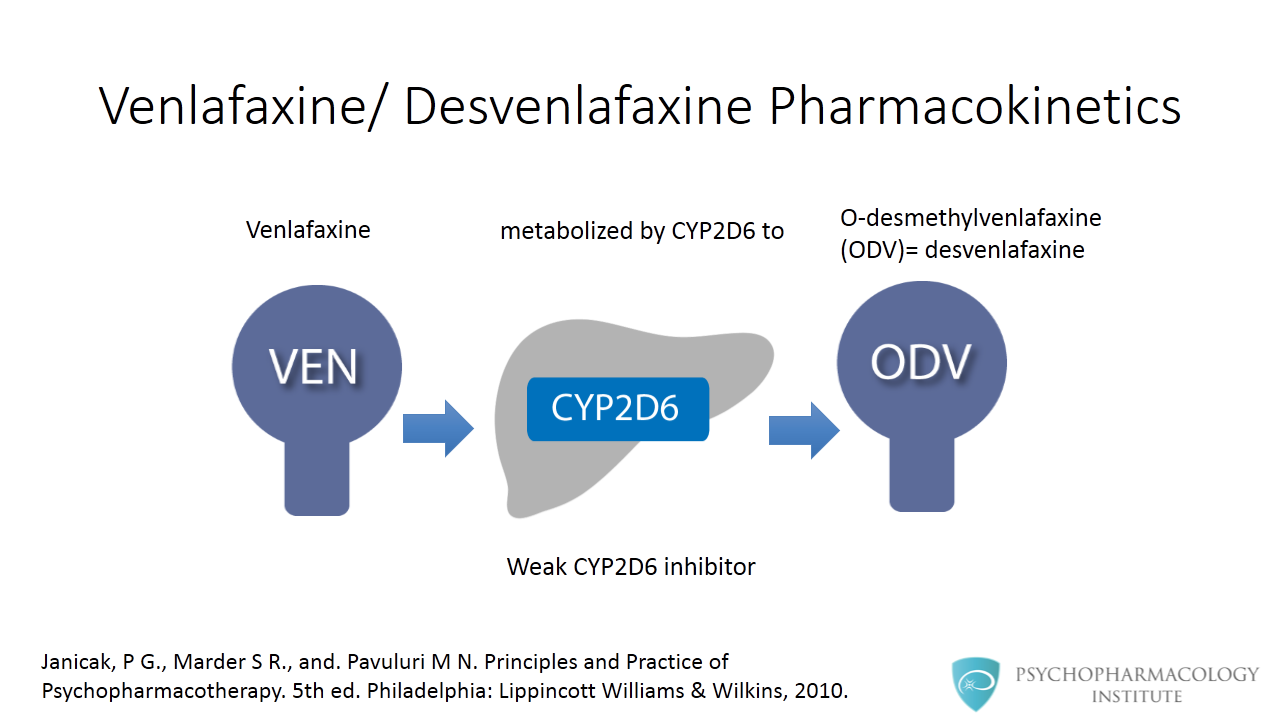 Venlafaxine/ Desvenlafaxine Pharmacokinetics
Venlafaxine
metabolized by CYP2D6 to
O-desmethylvenlafaxine
(ODV)= desvenlafaxine
VEN
CYP2D6
ODV
Weak CYP2D6 inhibitor
Janicak, P G., Marder S R., and. Pavuluri M N. Principles and Practice of
Psychopharmacotherapy. 5th ed. Philadelphia: Lippincott Williams & Wilkins, 2010.
PSYCHOPHARMACOLOGY
INSTITUTE